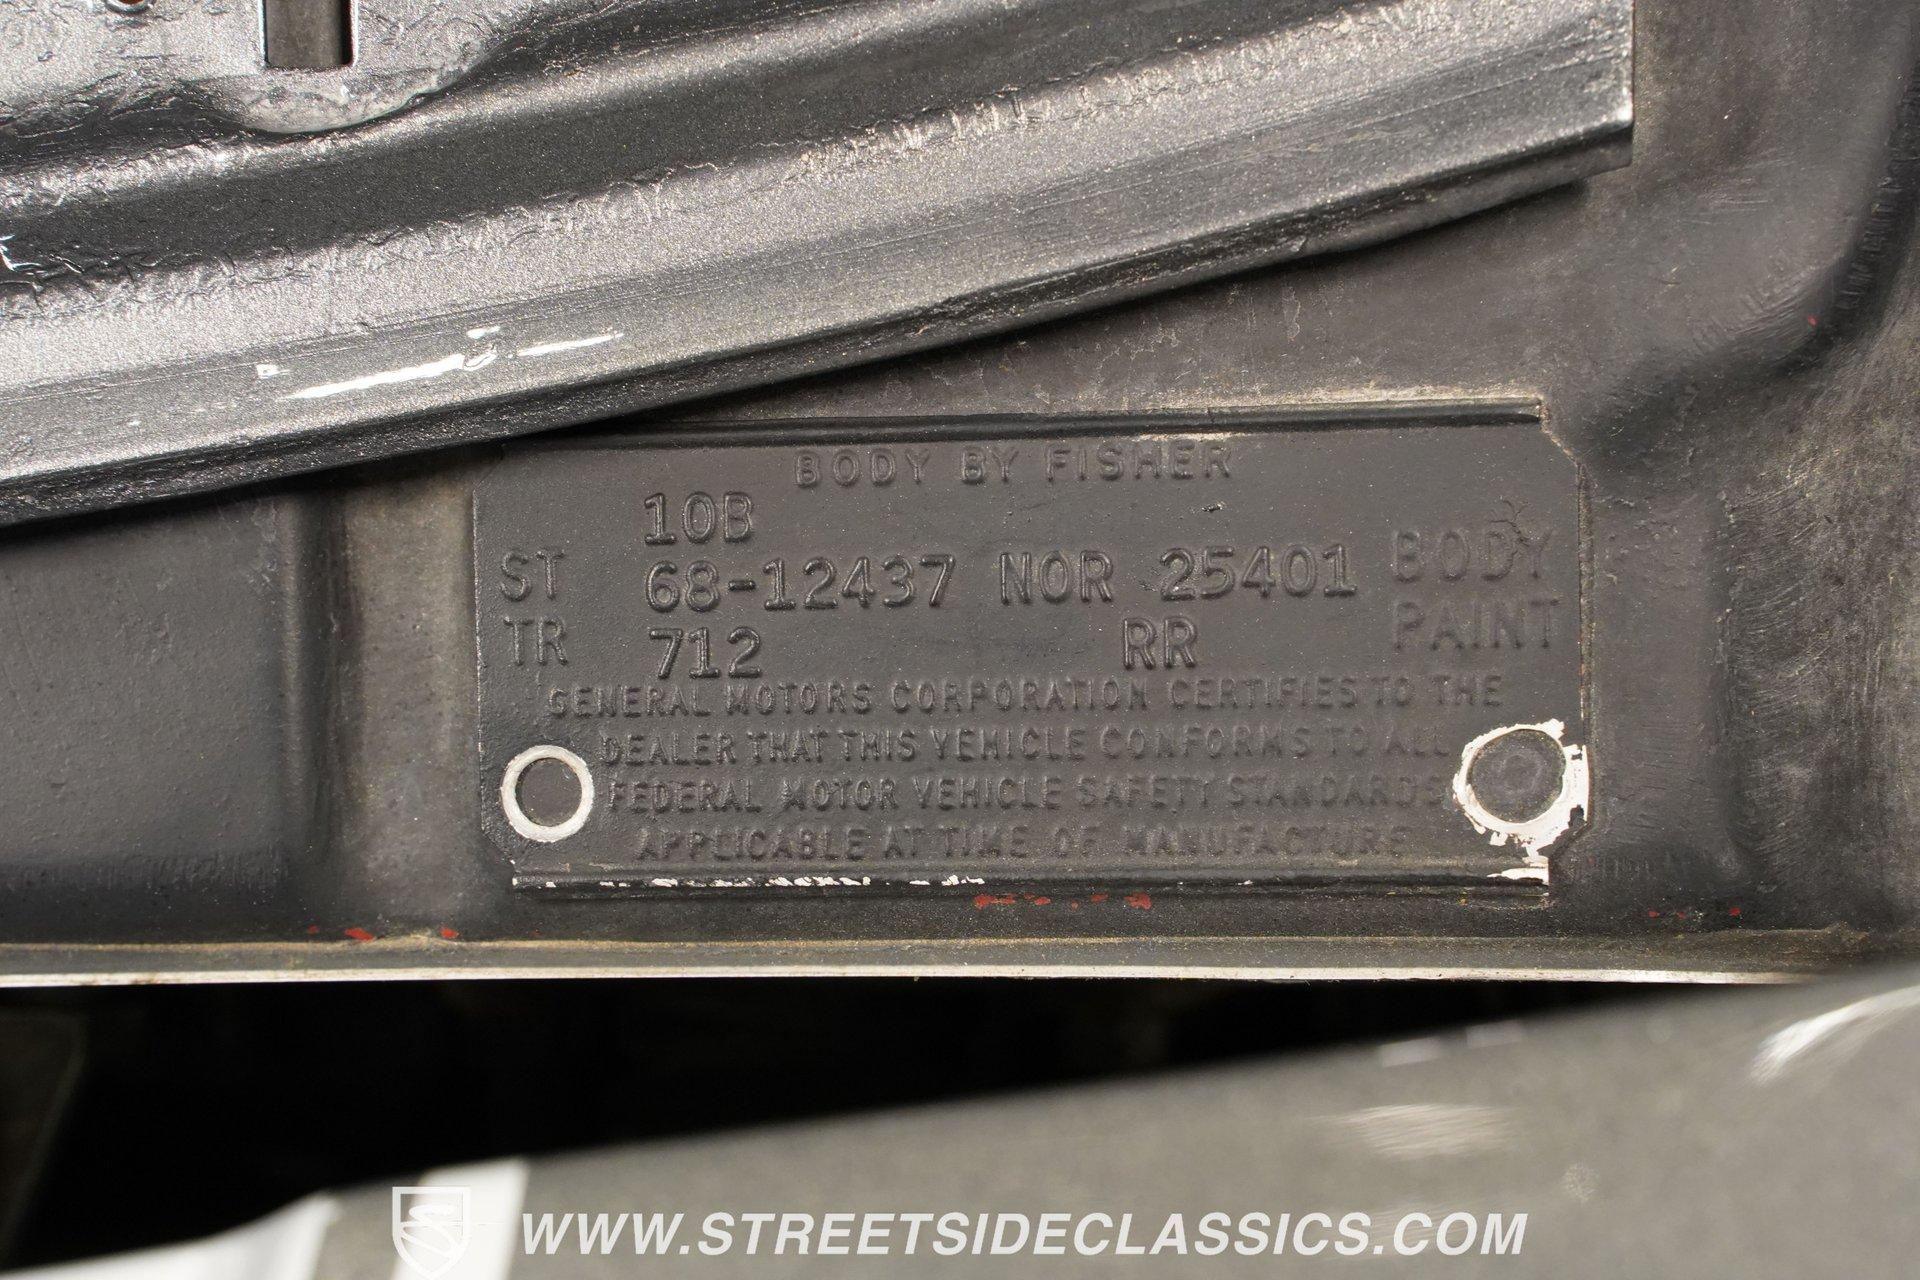 BODY BY FISHER
10B
ST 68-12437 NOR 25401 BODY
TR 712 RR PAINT
GENERAL MOTORS CORPORATION CERTIFIES TO THE
DEALER THAT THIS VEHICLE CONFORMS TO ALL
FEDERAL MOTOR VEHICLE SAFETY STANDARDS
APPLICABLE AT TIME OF MANUFACTURE
WWW.STREETSIDECLASSICS.COM